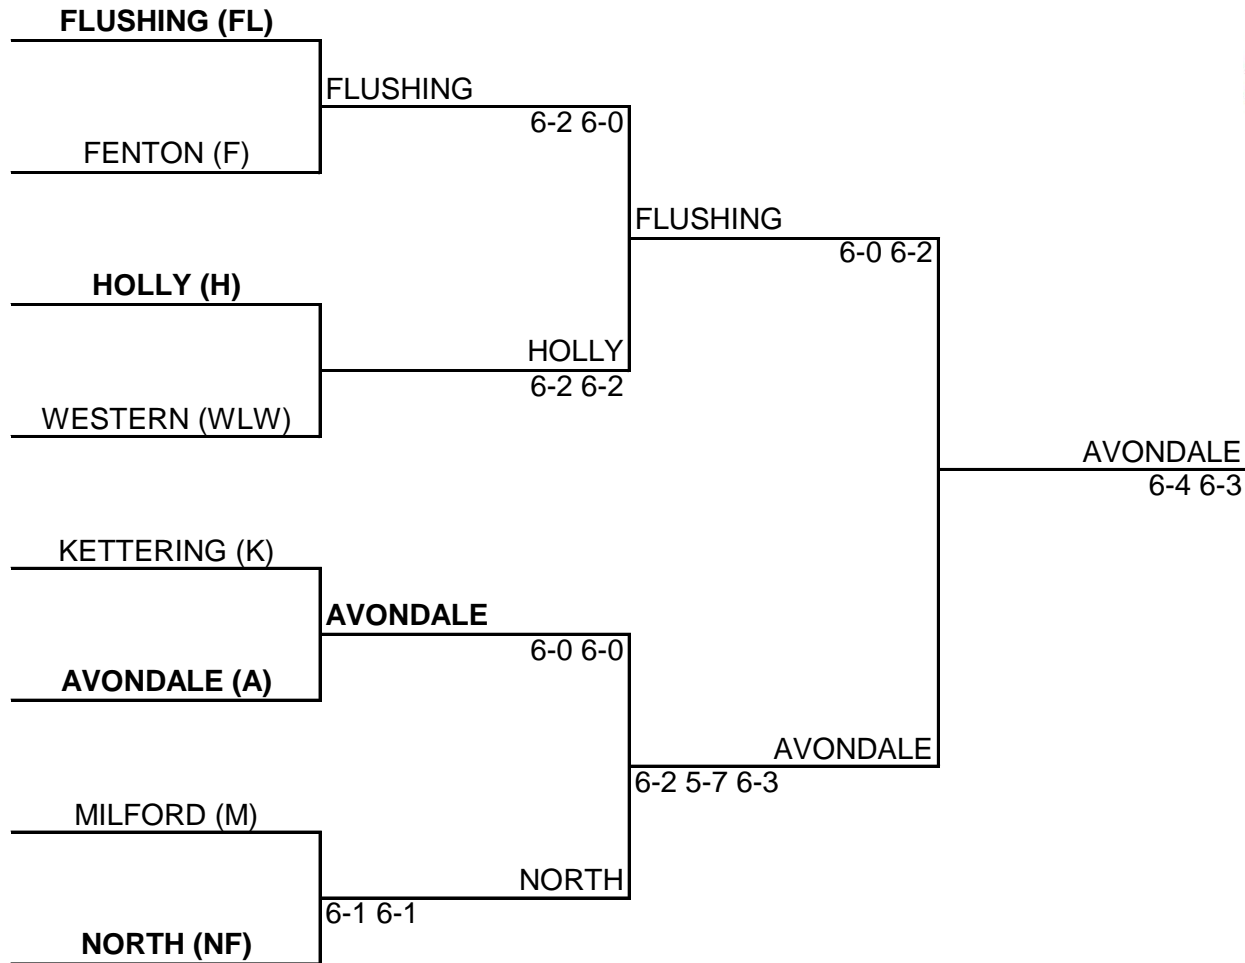 FLUSHING (FL)
FLUSHING
6-2 6-0
FENTON (F)
FLUSHING
6-0 6-2
HOLLY (H)
HOLLY
6-2 6-2
WESTERN (WLW)
AVONDALE
6-4 6-3
KETTERING (K)
AVONDALE
6-0 6-0
AVONDALE (A)
AVONDALE
6-2 5-7 6-3
MILFORD (M)
NORTH
6-1 6-1
NORTH (NF)